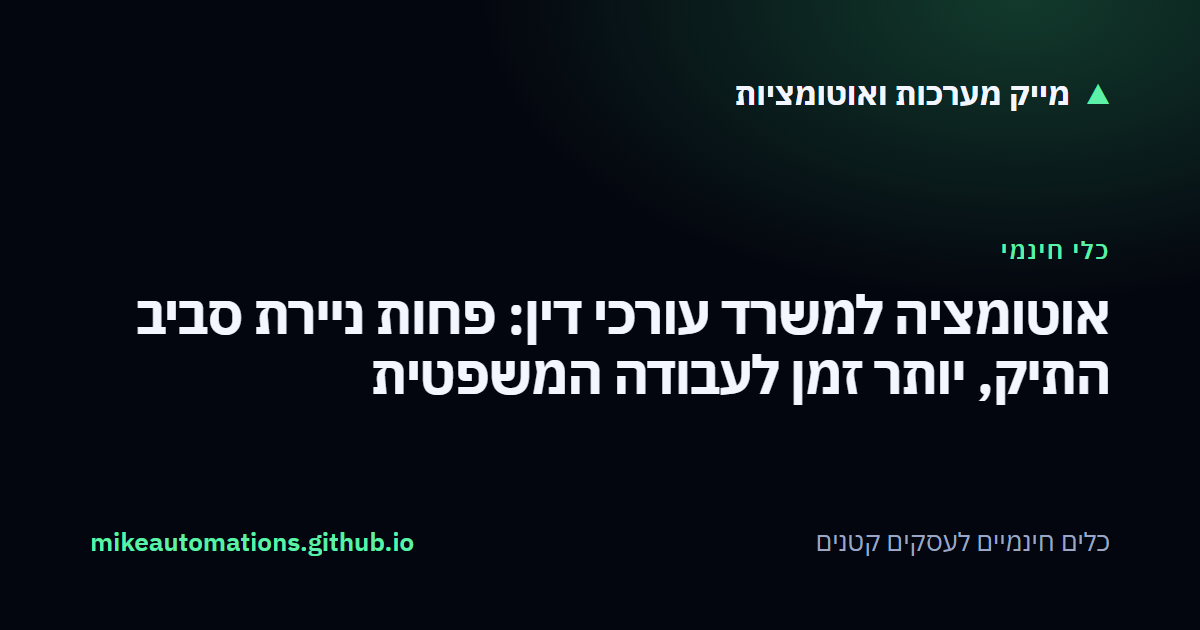 מייק מערכות ואוטומציות
כלי חינמי
אוטומציה למשרד עורכי דין: פחות ניירת סביב
התיק, יותר זמן לעבודה המשפטית
כלים חינמיים לעסקים קטנים
mikeautomations.github.io